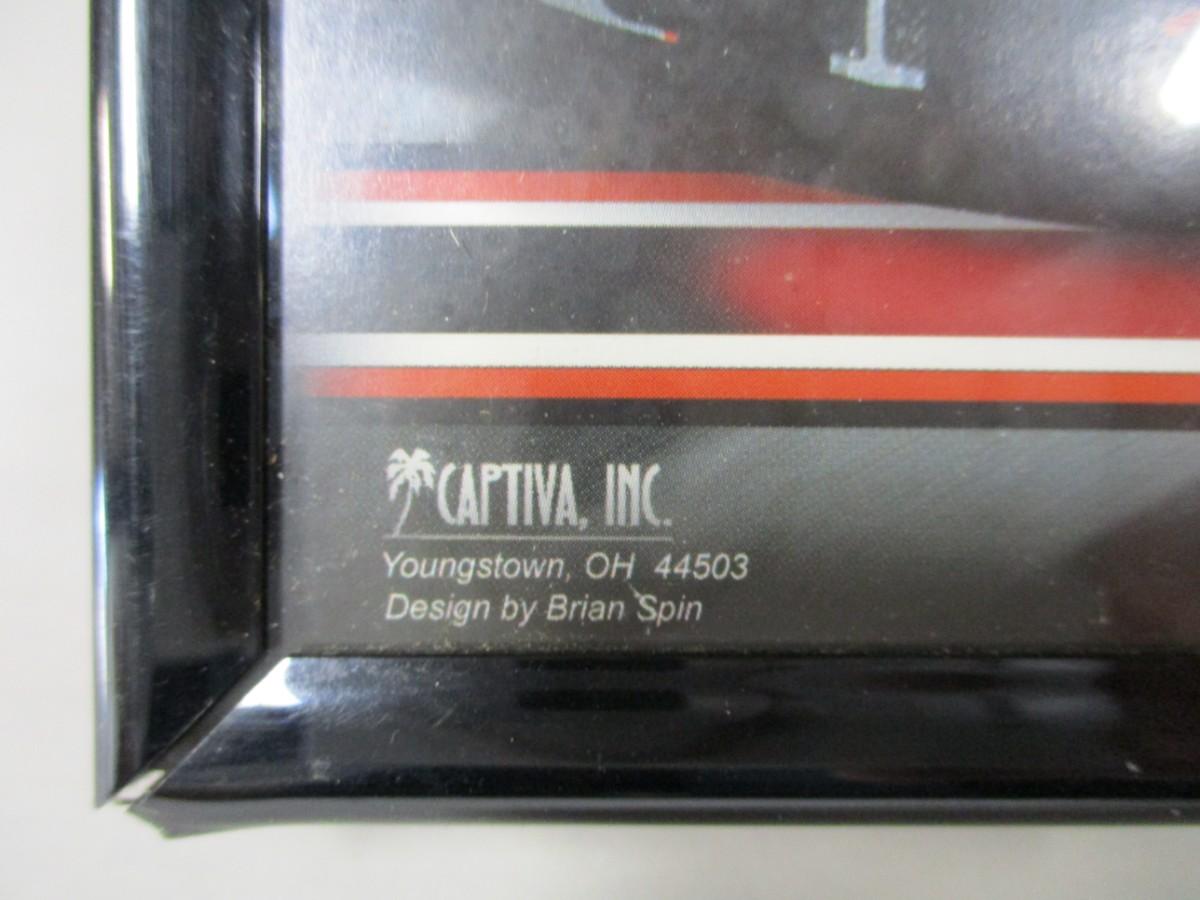 CAPTIVA, INC.
Youngstown, OH 44503
Design by Brian Spin